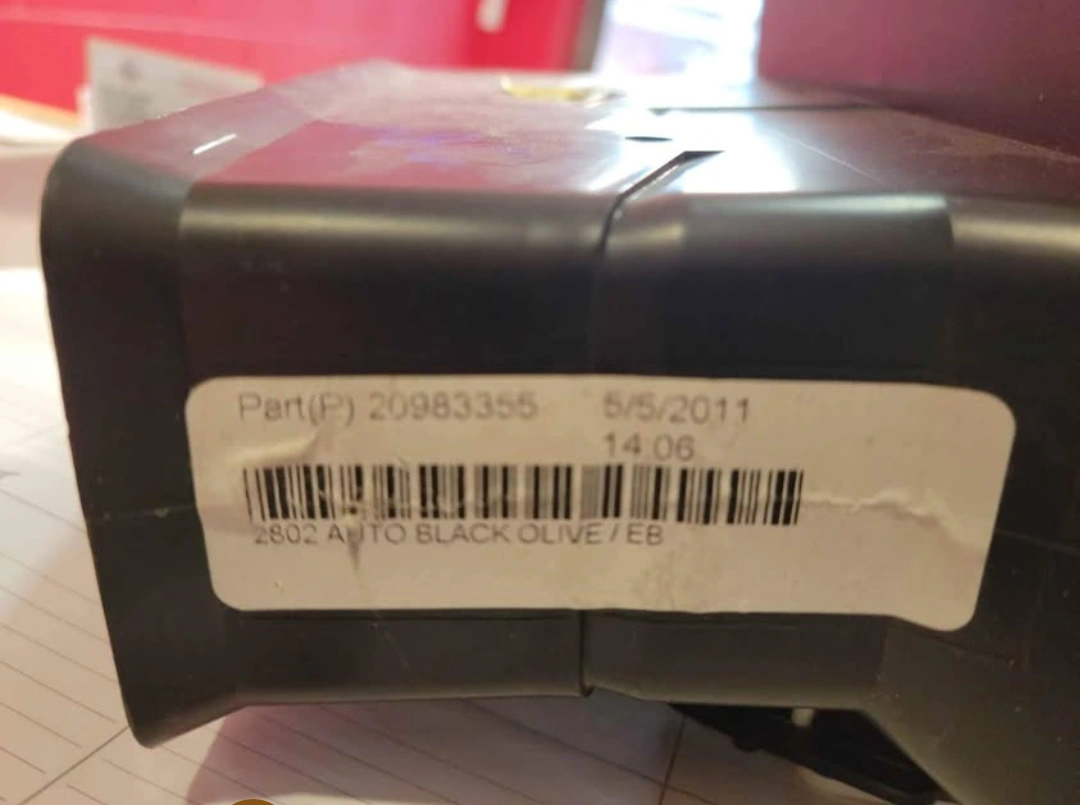 Part(P) 20983355 5/5/2011
14:06
2802 AUTO BLACK OLIVE / EB